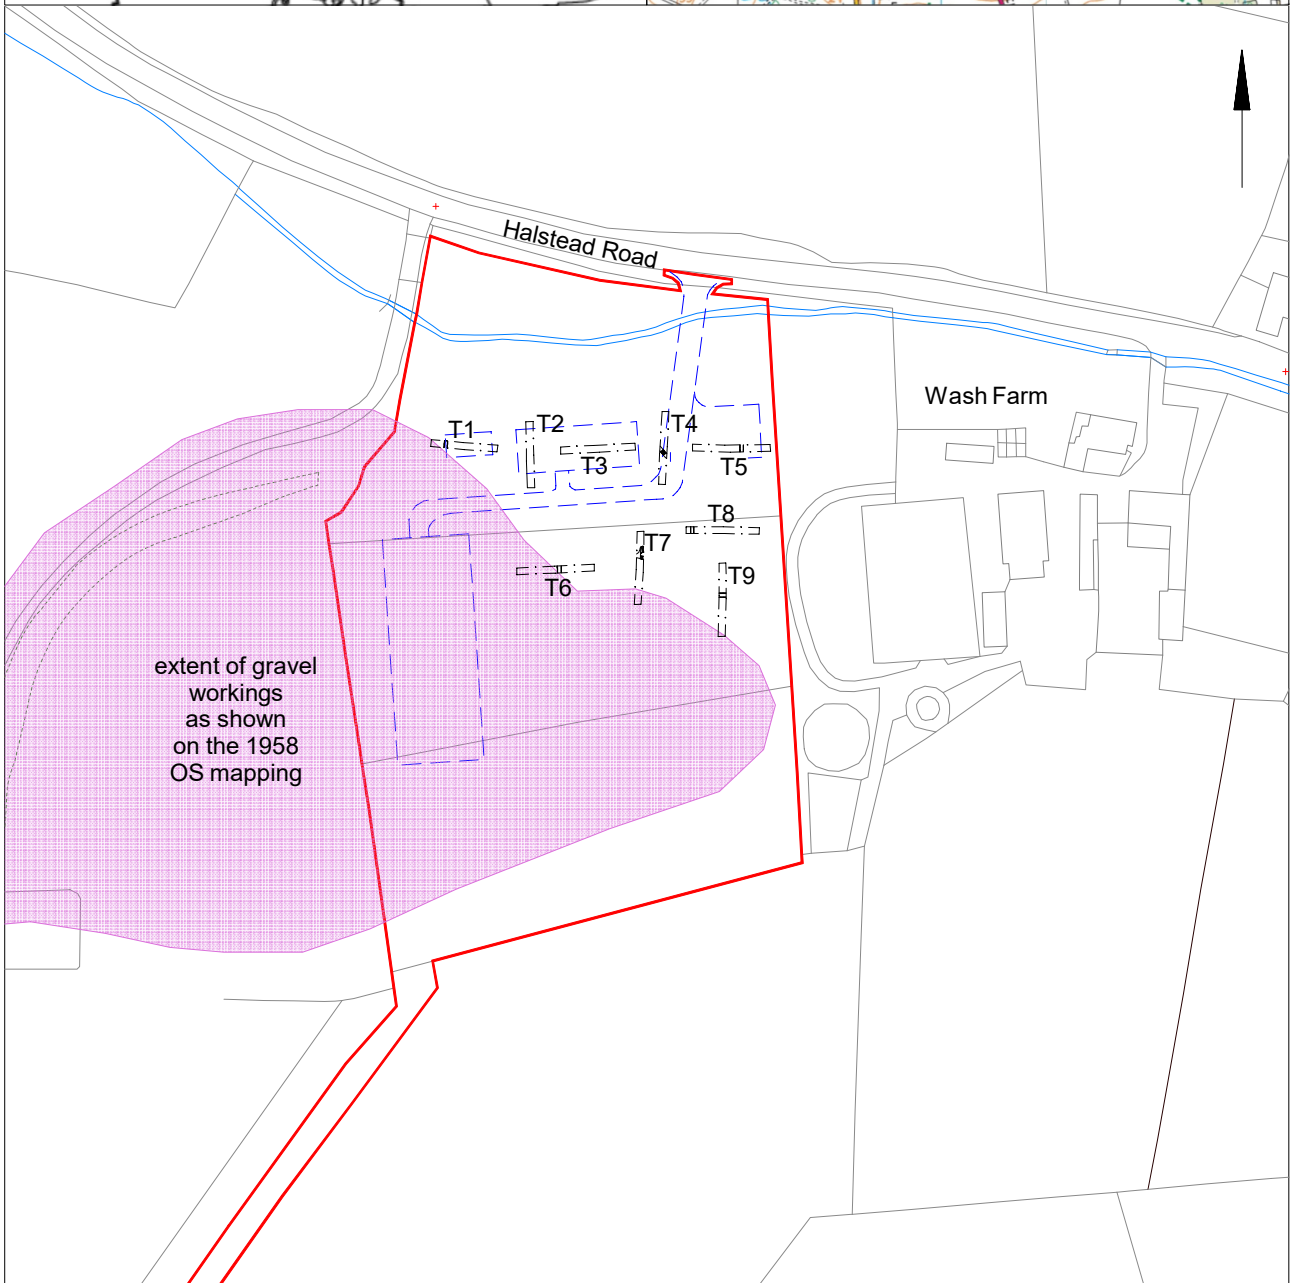 Halstead Road
Wash Farm
T1
T2
T3
T4
T5
T8
T7
T6
T9
extent of gravel
workings
as shown
on the 1958
OS mapping